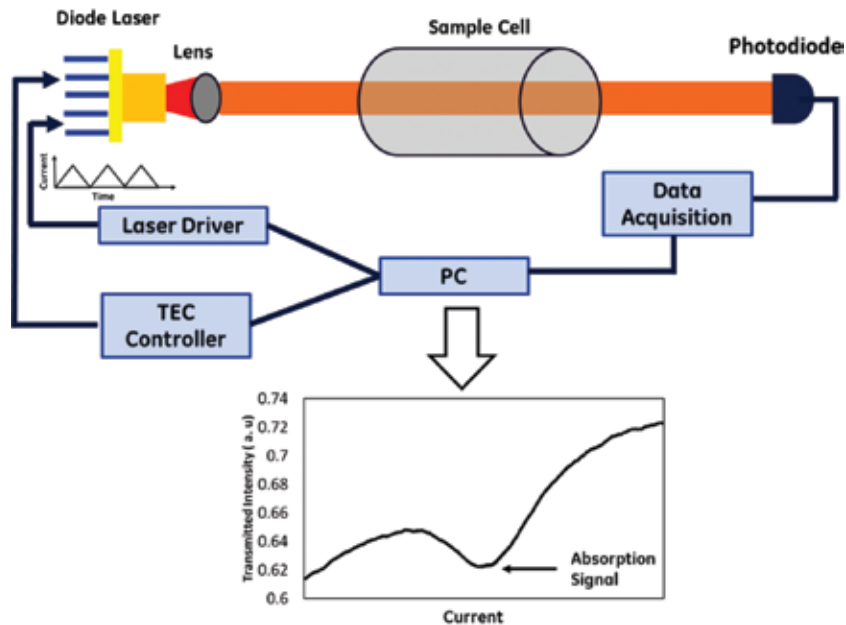 Diode Laser
Lens
Sample Cell
Photodiodes
Current
Time
Laser Driver
TEC
Controller
PC
Data
Acquisition
Transmitted Intensity ( a. u)
0.74
0.72
0.7
0.68
0.66
0.64
0.62
0.6
Absorption
Signal
Current